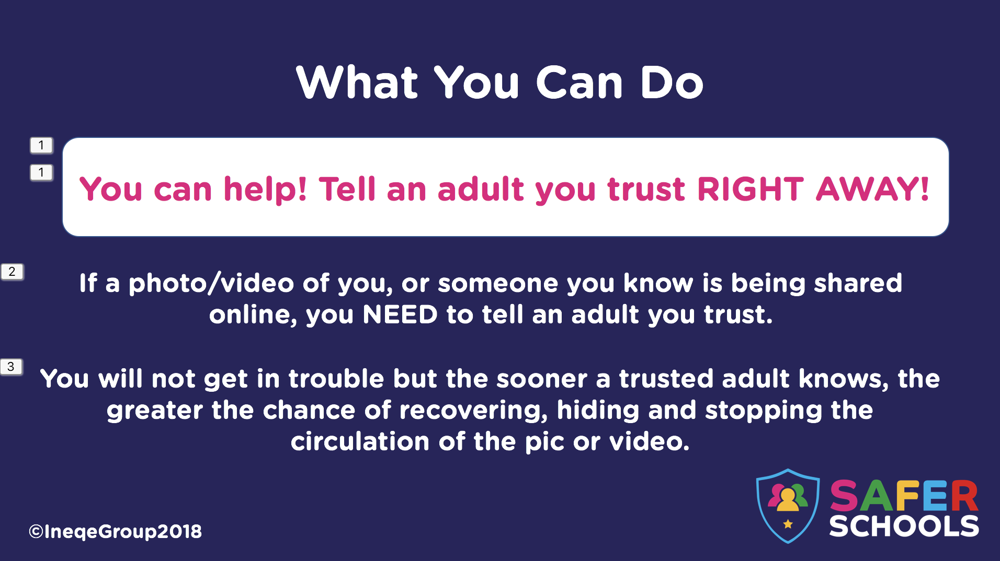 What You Can Do
1
1
You can help! Tell an adult you trust RIGHT AWAY!
2
If a photo/video of you, or someone you know is being shared
online, you NEED to tell an adult you trust.
3
You will not get in trouble but the sooner a trusted adult knows, the
greater the chance of recovering, hiding and stopping the
circulation of the pic or video.
©IneqeGroup2018
SAFER
SCHOOLS